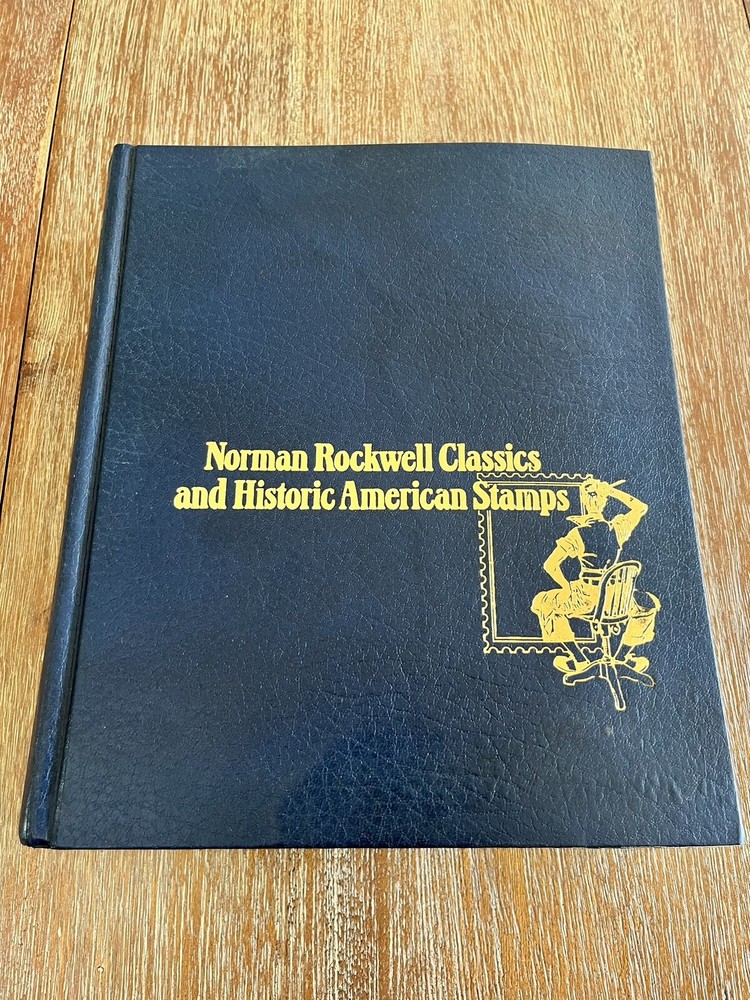 Norman Rockwell Classics
and Historic American Stamps